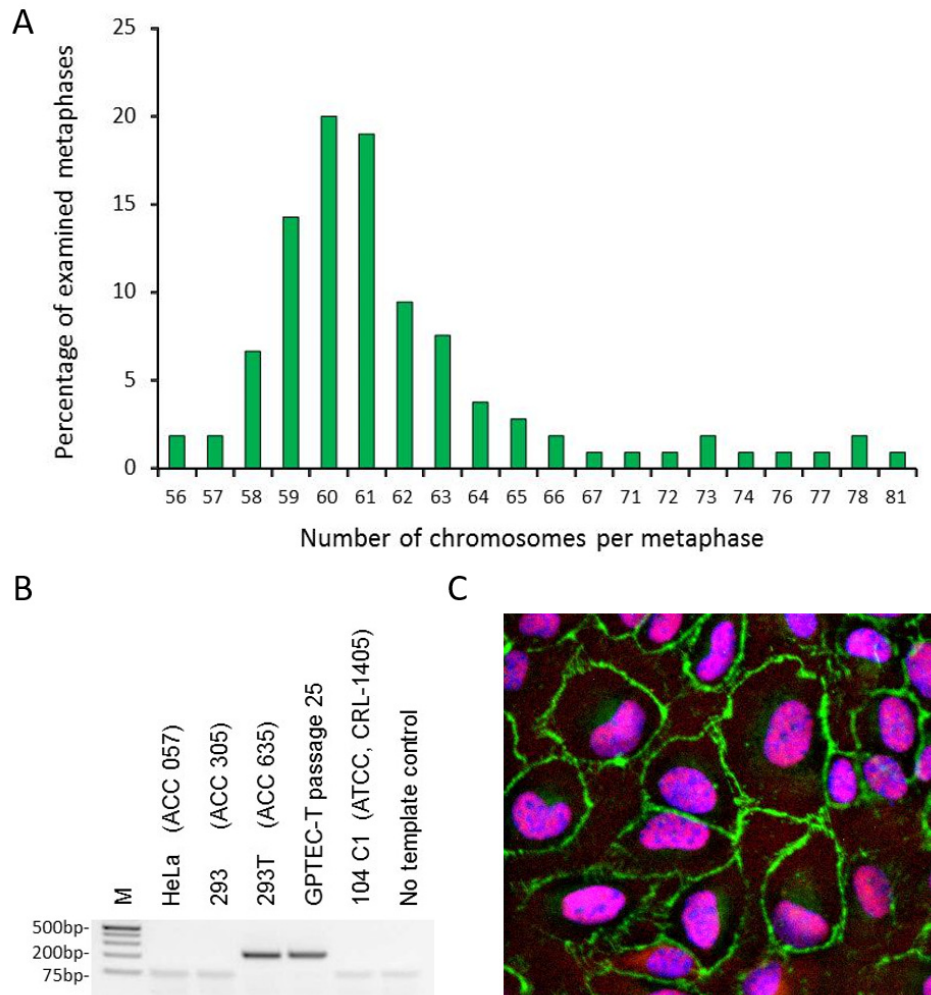 A
Percentage of examined metaphases
25
20
15
10
5
0
56 57 58 59 60 61 62 63 64 65 66 67 71 72 73 74 76 77 78 81
Number of chromosomes per metaphase
B
M
HeLa (ACC 057)
293 (ACC 305)
293T (ACC 635)
GPTEC-T passage 25
104 C1 (ATCC, CRL-1405)
No template control
500bp-
200bp-
75bp-
C